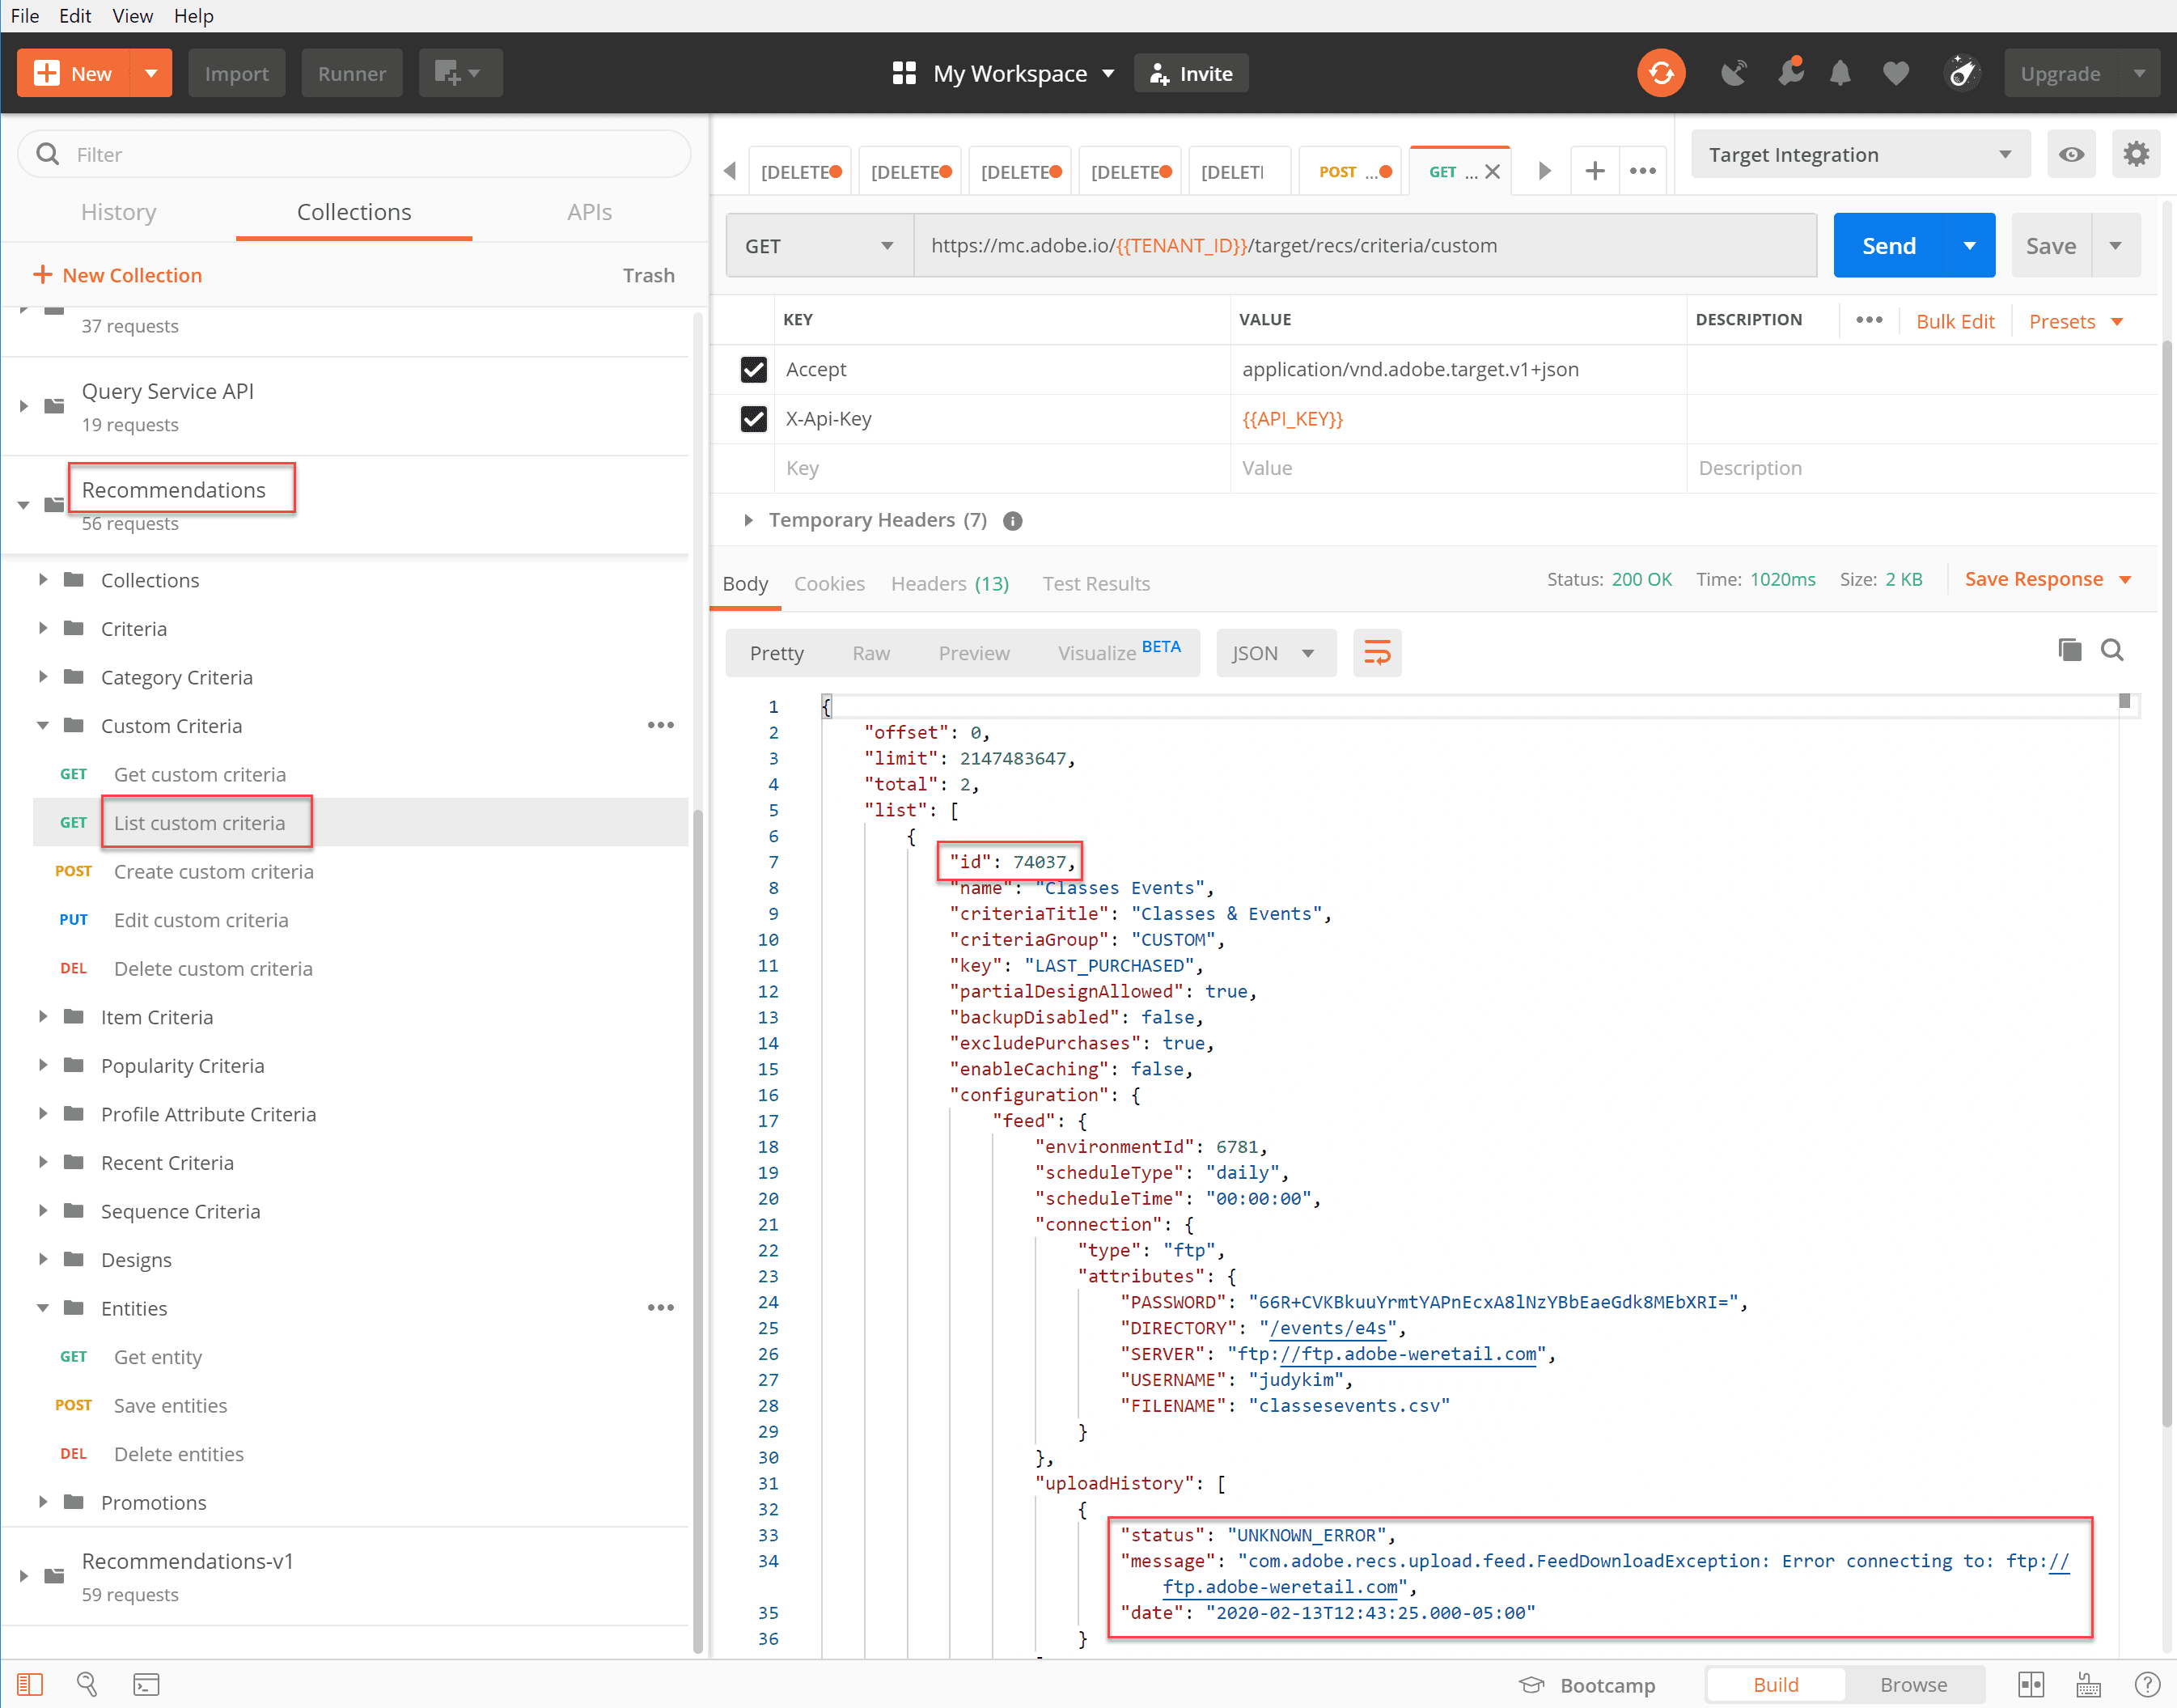 File Edit View Help
New Import Runner My Workspace Invite Upgrade
Filter
History Collections APIs
+ New Collection Trash
37 requests
Query Service API
19 requests
Recommendations
56 requests
Collections
Criteria
Category Criteria
Custom Criteria
GET Get custom criteria
GET List custom criteria
POST Create custom criteria
PUT Edit custom criteria
DEL Delete custom criteria
Item Criteria
Popularity Criteria
Profile Attribute Criteria
Recent Criteria
Sequence Criteria
Designs
Entities
GET Get entity
POST Save entities
DEL Delete entities
Promotions
Recommendations-v1
59 requests
[DELETE [DELETE [DELETE [DELETE [DELETI POST ... GET ... Target Integration
GET https://mc.adobe.io/{{TENANT_ID}}/target/recs/criteria/custom Send Save
KEY VALUE DESCRIPTION Bulk Edit Presets
Accept application/vnd.adobe.target.v1+json
X-Api-Key {{API_KEY}}
Key Value Description
Temporary Headers (7)
Body Cookies Headers (13) Test Results Status: 200 OK Time: 1020ms Size: 2 KB Save Response
Pretty Raw Preview Visualize BETA JSON
1 {
2 "offset": 0,
3 "limit": 2147483647,
4 "total": 2,
5 "list": [
6 {
7 "id": 74037,
8 "name": "Classes Events",
9 "criteriaTitle": "Classes & Events",
10 "criteriaGroup": "CUSTOM",
11 "key": "LAST_PURCHASED",
12 "partialDesignAllowed": true,
13 "backupDisabled": false,
14 "excludePurchases": true,
15 "enableCaching": false,
16 "configuration": {
17 "feed": {
18 "environmentId": 6781,
19 "scheduleType": "daily",
20 "scheduleTime": "00:00:00",
21 "connection": {
22 "type": "ftp",
23 "attributes": {
24 "PASSWORD": "66R+CVKBkuuYrmtYAPnEcxA8lNzYBbEaeGdk8MEbXRI=",
25 "DIRECTORY": "/events/e4s",
26 "SERVER": "ftp://ftp.adobe-weretail.com",
27 "USERNAME": "judykim",
28 "FILENAME": "classesevents.csv"
29 }
30 },
31 "uploadHistory": [
32 {
33 "status": "UNKNOWN_ERROR",
34 "message": "com.adobe.recs.upload.feed.FeedDownloadException: Error connecting to: ftp://
ftp.adobe-weretail.com",
35 "date": "2020-02-13T12:43:25.000-05:00"
36 }
Bootcamp Build Browse